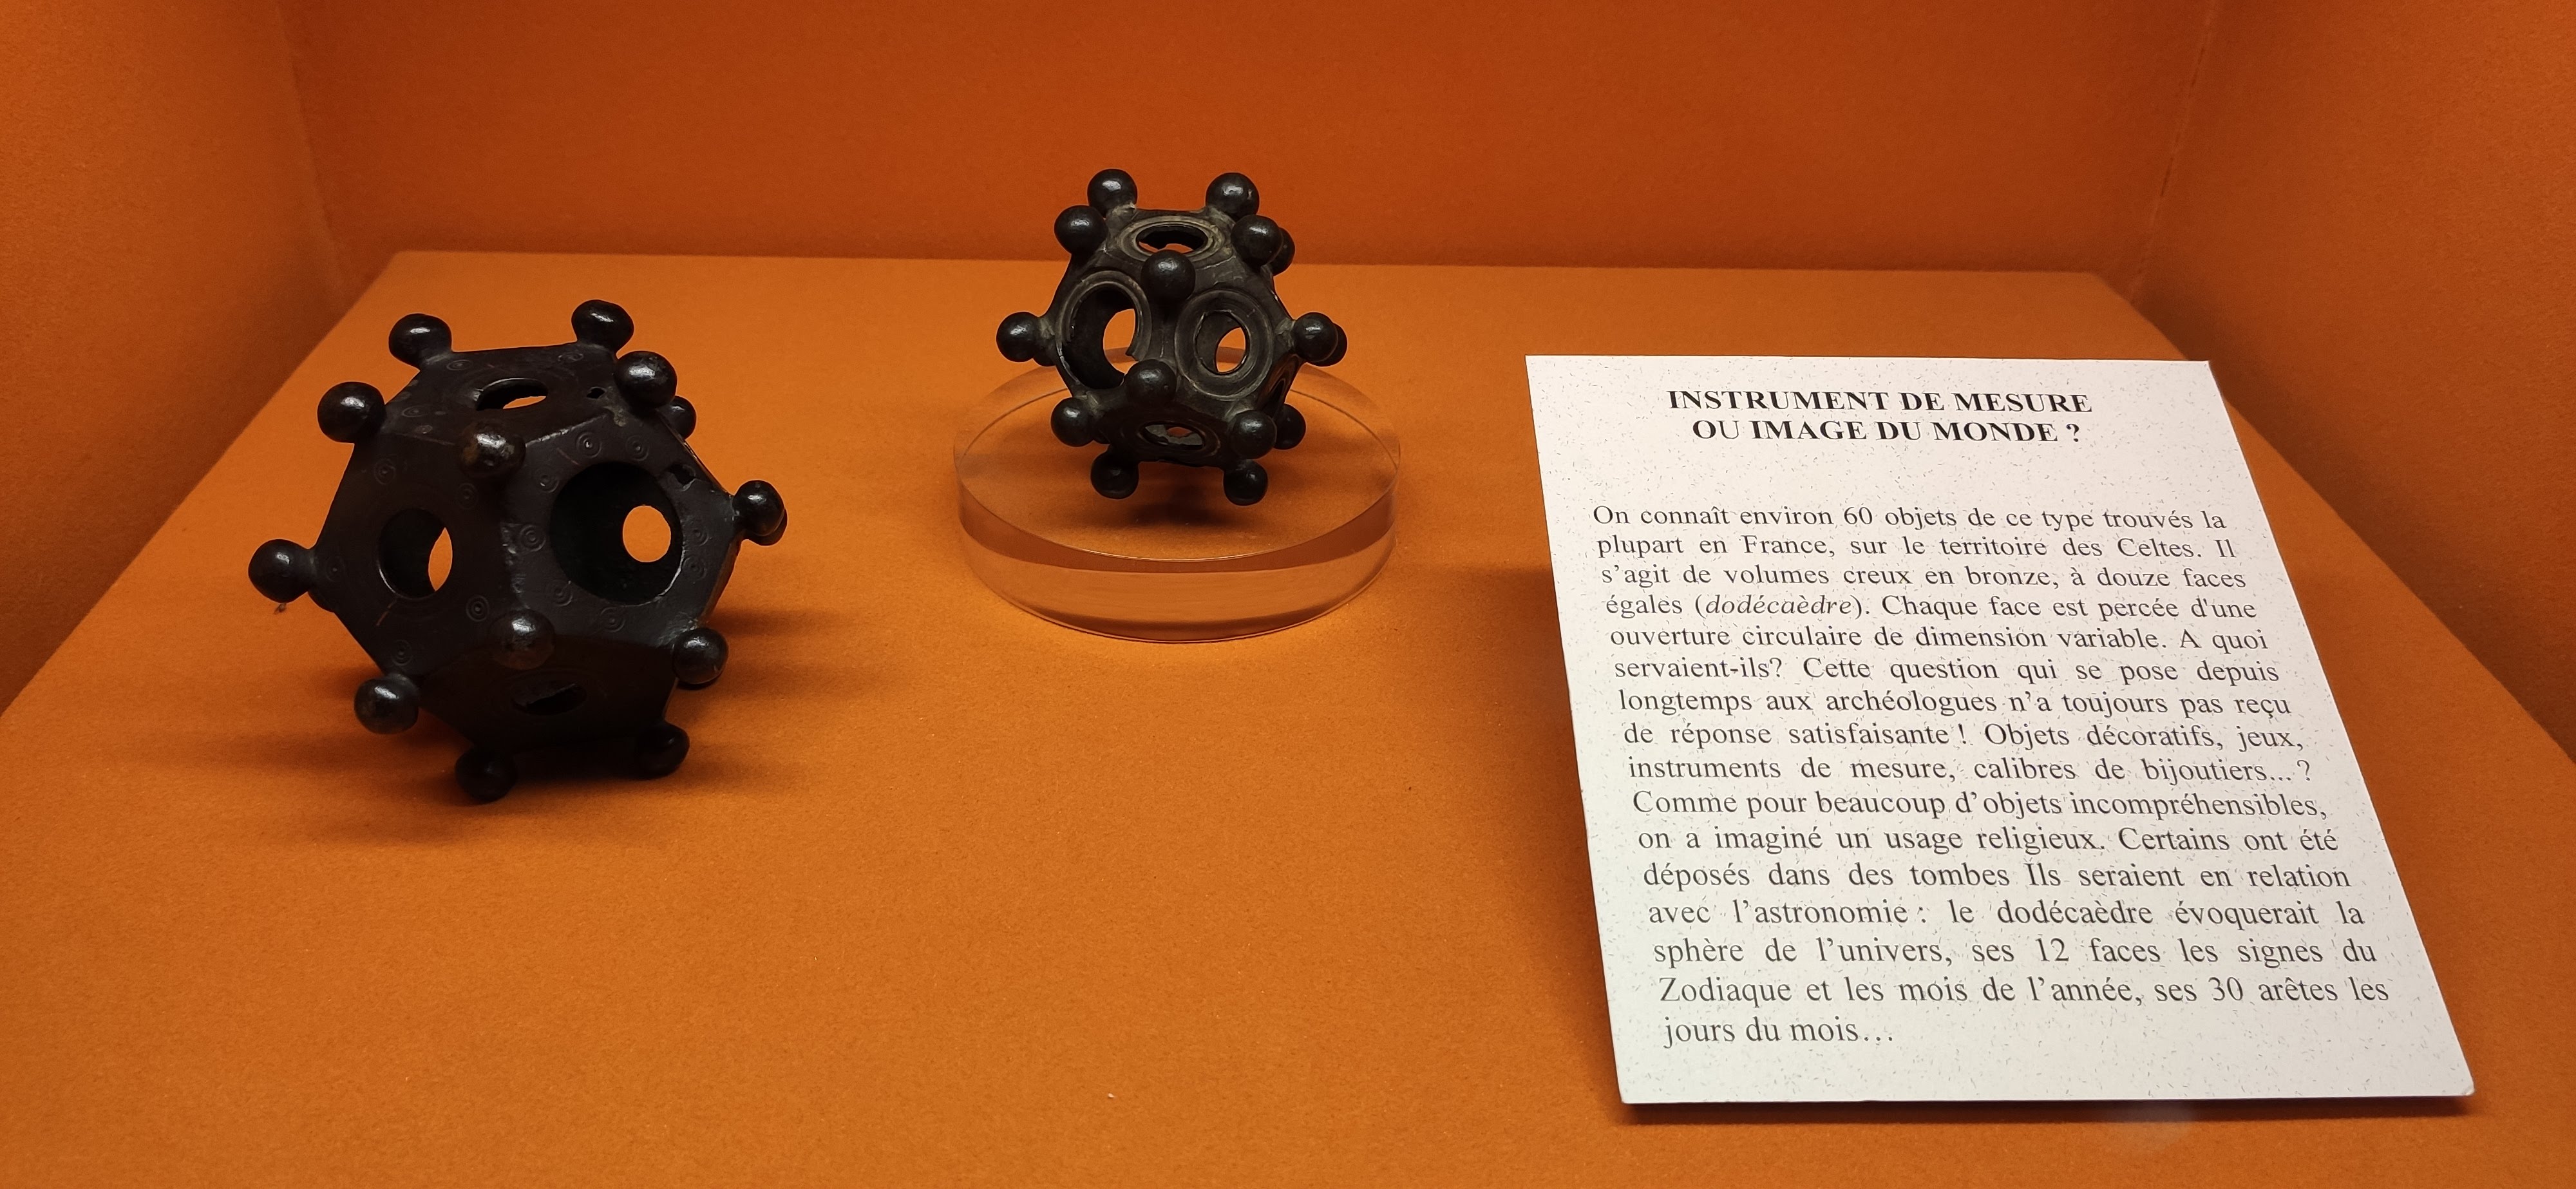 INSTRUMENT DE MESURE
OU IMAGE DU MONDE ?
On connaît environ 60 objets de ce type trouvés la
plupart en France, sur le territoire des Celtes. Il
s'agit de volumes creux en bronze, à douze faces
égales (dodécaèdre). Chaque face est percée d'une
ouverture circulaire de dimension variable. A quoi
servaient-ils? Cette question qui se pose depuis
longtemps aux archéologues n'a toujours pas reçu
de réponse satisfaisante ! Objets décoratifs, jeux,
instruments de mesure, calibres de bijoutiers... ?
Comme pour beaucoup d'objets incompréhensibles,
on a imaginé un usage religieux. Certains ont été
déposés dans des tombes Ils seraient en relation
avec l'astronomie : le dodécaèdre évoquerait la
sphère de l'univers, ses 12 faces les signes du
Zodiaque et les mois de l'année, ses 30 arêtes les
jours du mois...